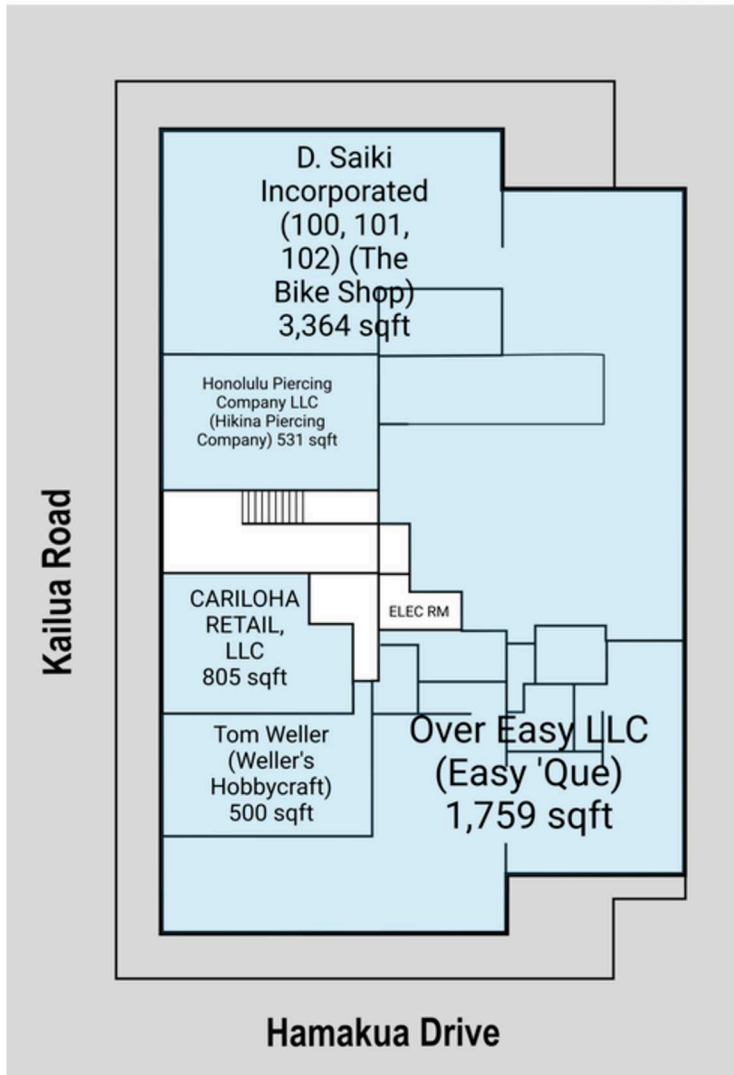 D. Saiki
Incorporated
(100, 101,
102) (The
Bike Shop)
3,364 sqft
Honolulu Piercing
Company LLC
(Hikina Piercing
Company) 531 sqft
Kailua Road
CARILOHA
RETAIL,
LLC
805 sqft
ELEC RM
Tom Weller
(Weller's
Hobbycraft)
500 sqft
Over Easy LLC
(Easy 'Que)
1,759 sqft
Hamakua Drive